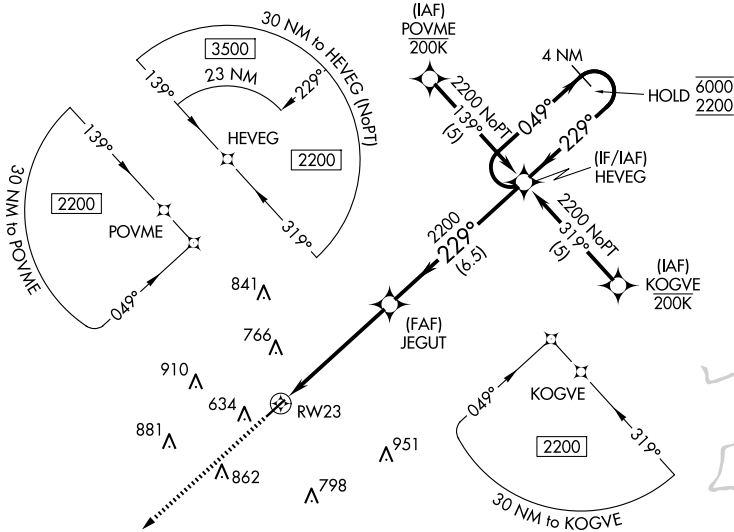 30 NM to HEVEG (NoPT)
3500
23 NM
139°
229°
HEVEG
2200
319°
139°
2200
POVME
30 NM to POVME
049°
(IAF)
POVME
200K
2200 NoPT
139°
(5)
4 NM
049°
229°
HOLD
6000
2200
(IF/IAF)
HEVEG
2200 NoPT
319°
(5)
(IAF)
KOGVE
200K
2200
229°
(6.5)
(FAF)
JEGUT
841
766
910
634
RW23
881
862
798
951
KOGVE
049°
319°
2200
30 NM to KOGVE